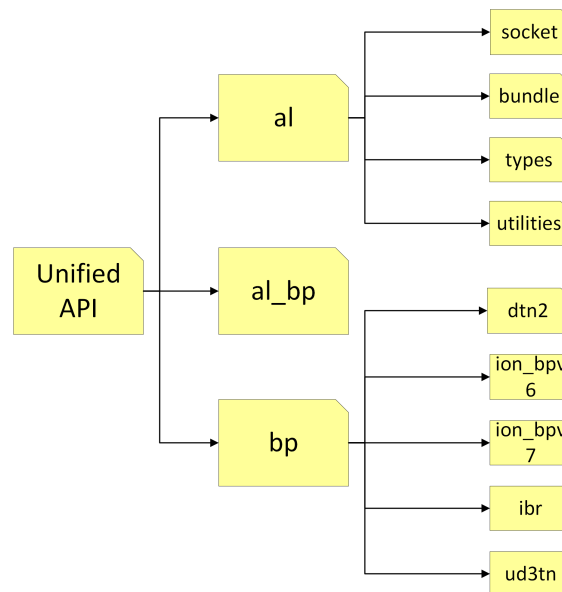 socket
al
bundle
types
utilities
Unified
API
al_bp
dtn2
ion_bpv
6
bp
ion_bpv
7
ibr
ud3tn